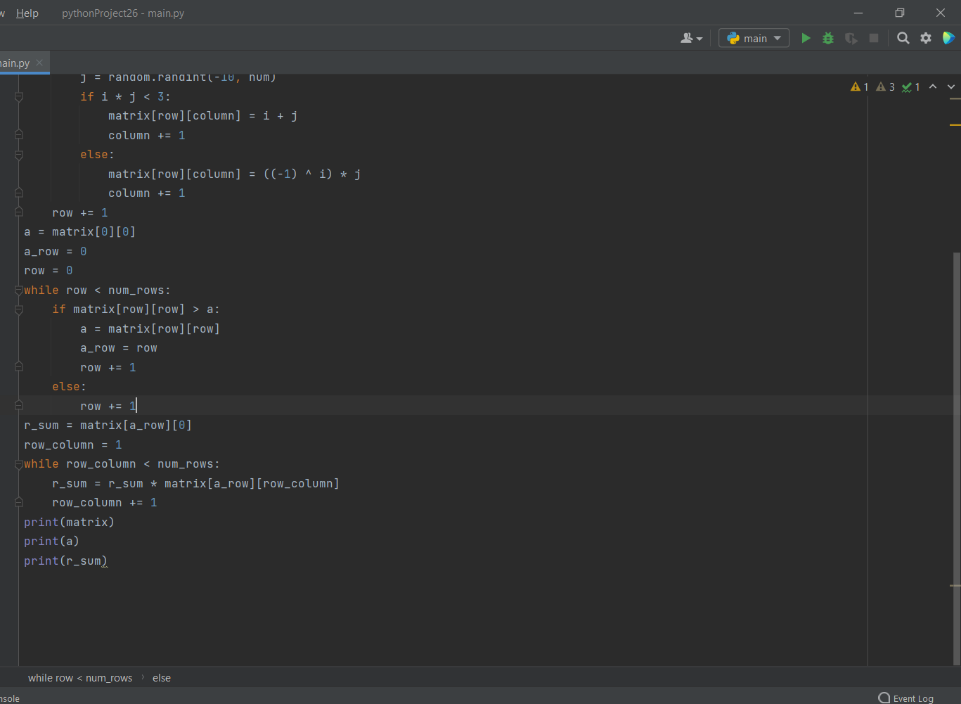 Help pythonProject26 - main.py
main
main.py
1 3 1
j = random.randint(-10, num)
if i * j < 3:
matrix[row][column] = i + j
column += 1
else:
matrix[row][column] = ((-1) ^ i) * j
column += 1
row += 1
a = matrix[0][0]
a_row = 0
row = 0
while row < num_rows:
if matrix[row][row] > a:
a = matrix[row][row]
a_row = row
row += 1
else:
row += 1
r_sum = matrix[a_row][0]
row_column = 1
while row_column < num_rows:
r_sum = r_sum * matrix[a_row][row_column]
row_column += 1
print(matrix)
print(a)
print(r_sum)
while row < num_rows › else
nsole Event Log